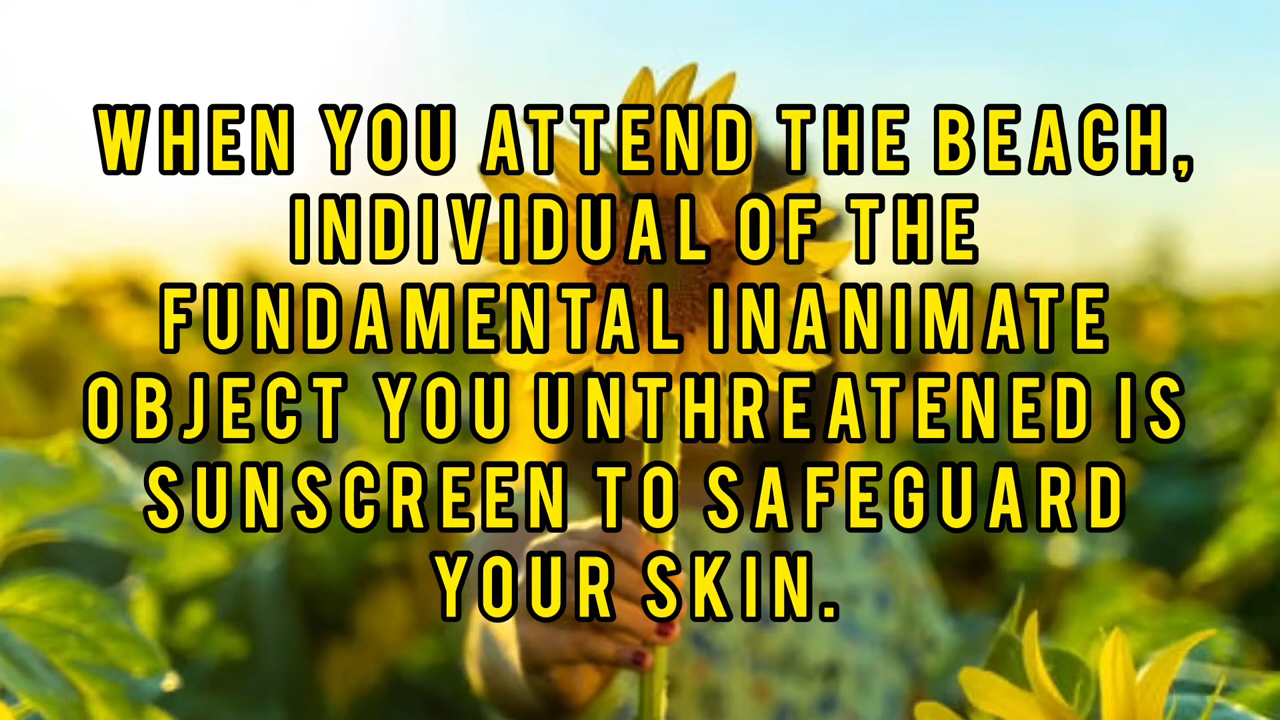 WHEN YOU ATTEND THE BEACH,
INDIVIDUAL OF THE
FUNDAMENTAL INANIMATE
OBJECT YOU UNTHREATENED IS
SUNSCREEN TO SAFEGUARD
YOUR SKIN.